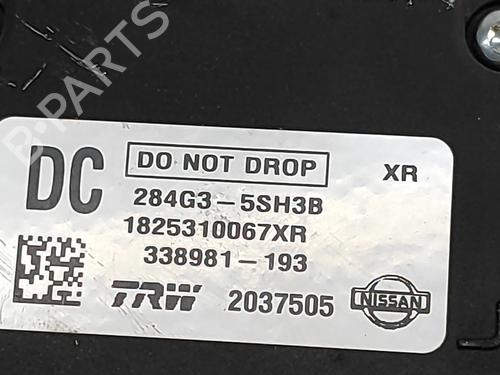 B-PARTS
DC
DO NOT DROP
XR
284G3-5SH3B
1825310067XR
338981-193
TRW
2037505
NISSAN